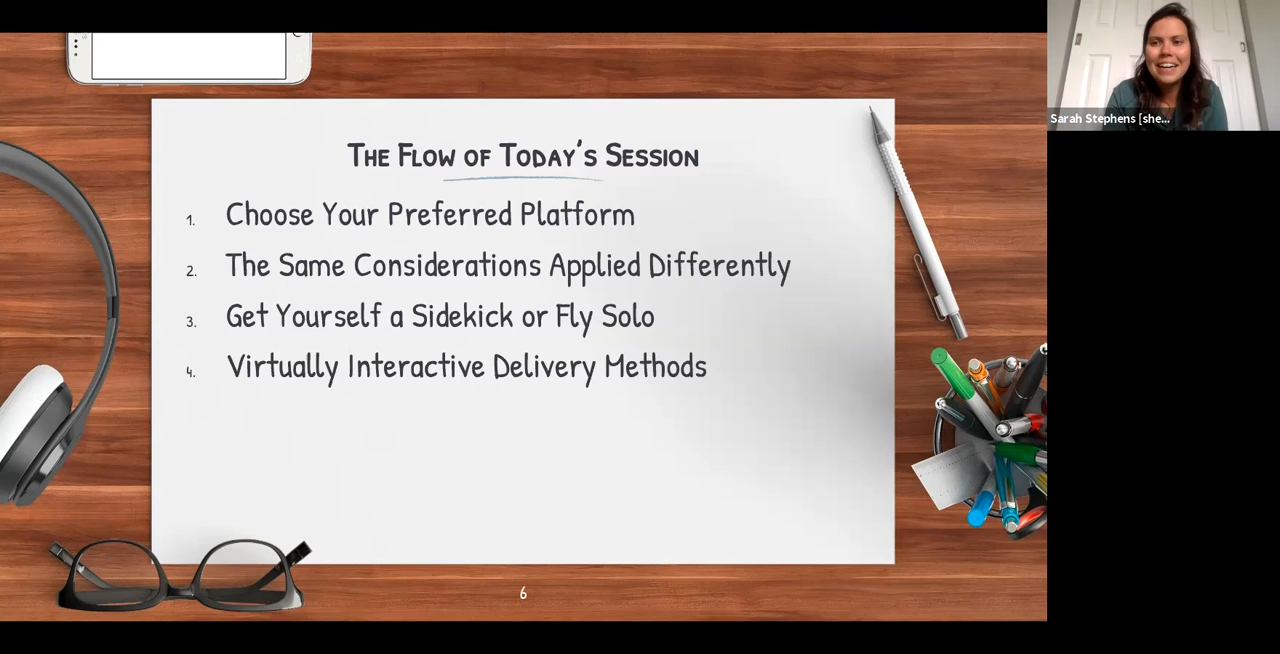 The Flow of Today's Session
1. Choose Your Preferred Platform
2. The Same Considerations Applied Differently
3. Get Yourself a Sidekick or Fly Solo
4. Virtually Interactive Delivery Methods
6
Sarah Stephens [she...